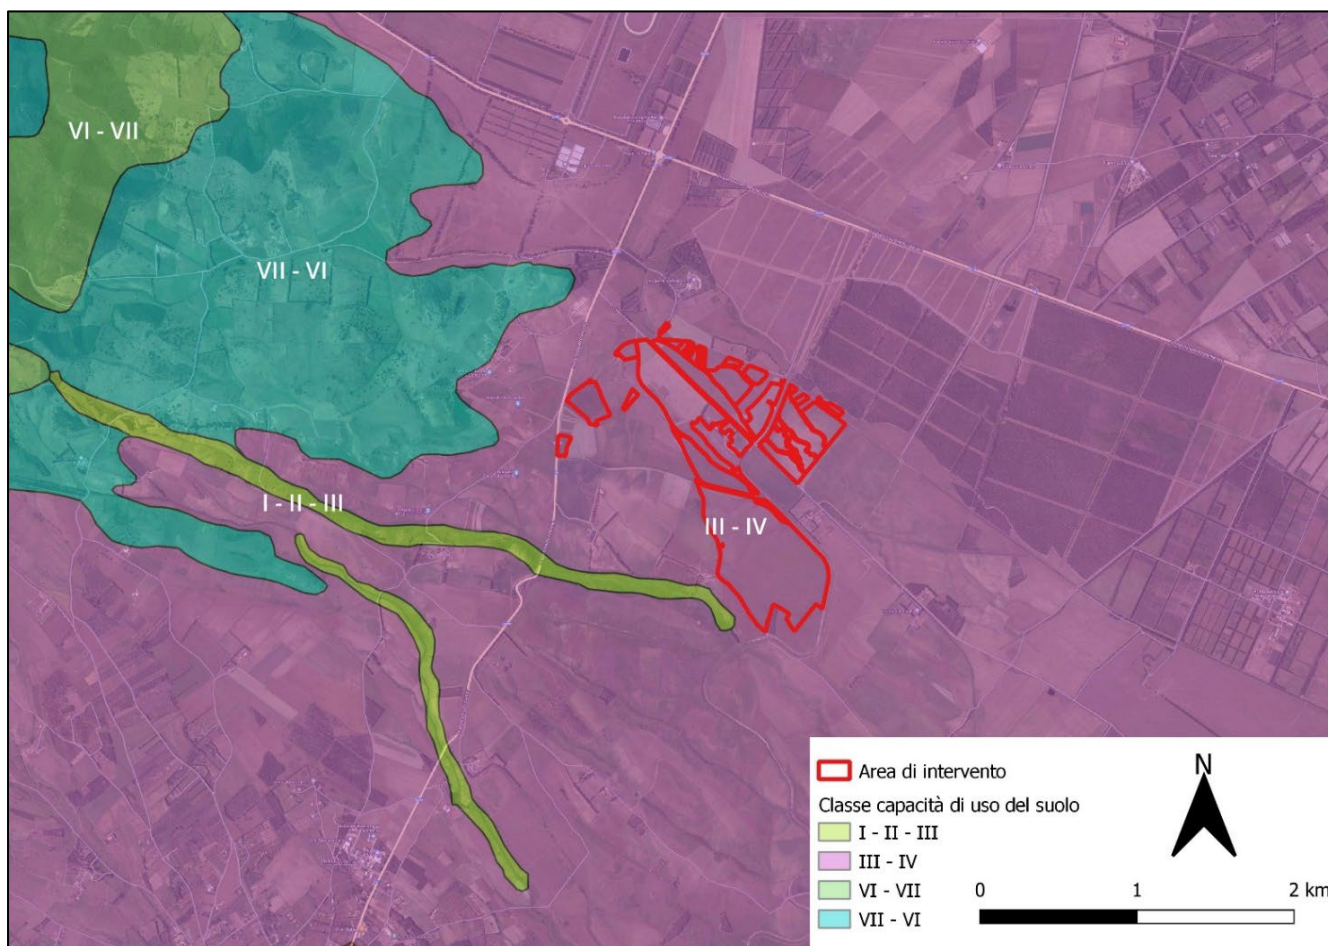 VI - VII
VII - VI
I - II - III
III - IV
Area di intervento
Classe capacità di uso del suolo
I - II - III
III - IV
VI - VII
VII - VI
N
0 1 2 km